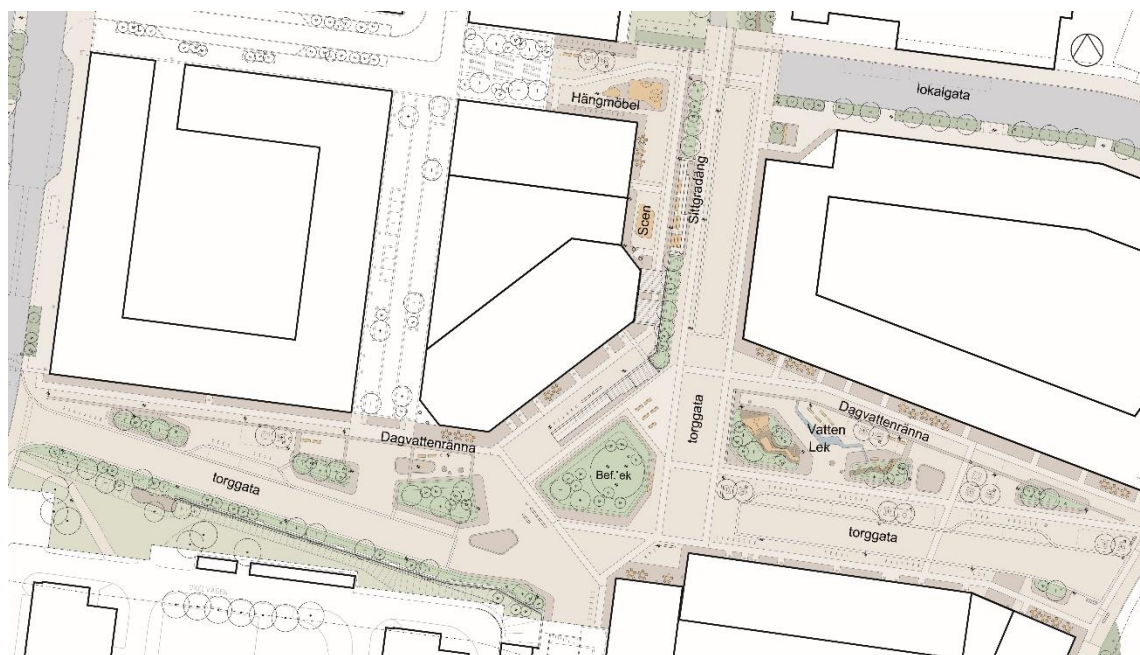 lokalgata
Hängmöbel
Sittgradäng
Scen
Dagvattenränna
Vatten
Lek
torggata
Dagvattenränna
Bef. ek
torggata
torggata